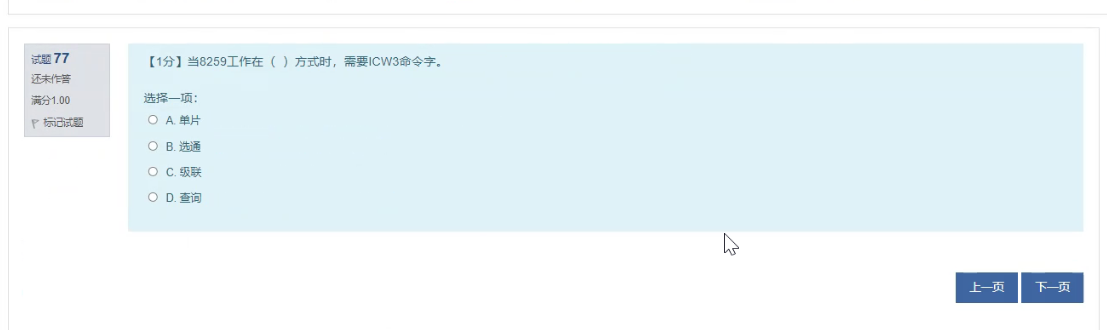 试题 77
还未作答
满分1.00
标记试题
【1分】当8259工作在（ ）方式时，需要ICW3命令字。
选择一项：
A. 单片
B. 选通
C. 级联
D. 查询
上一页 下一页